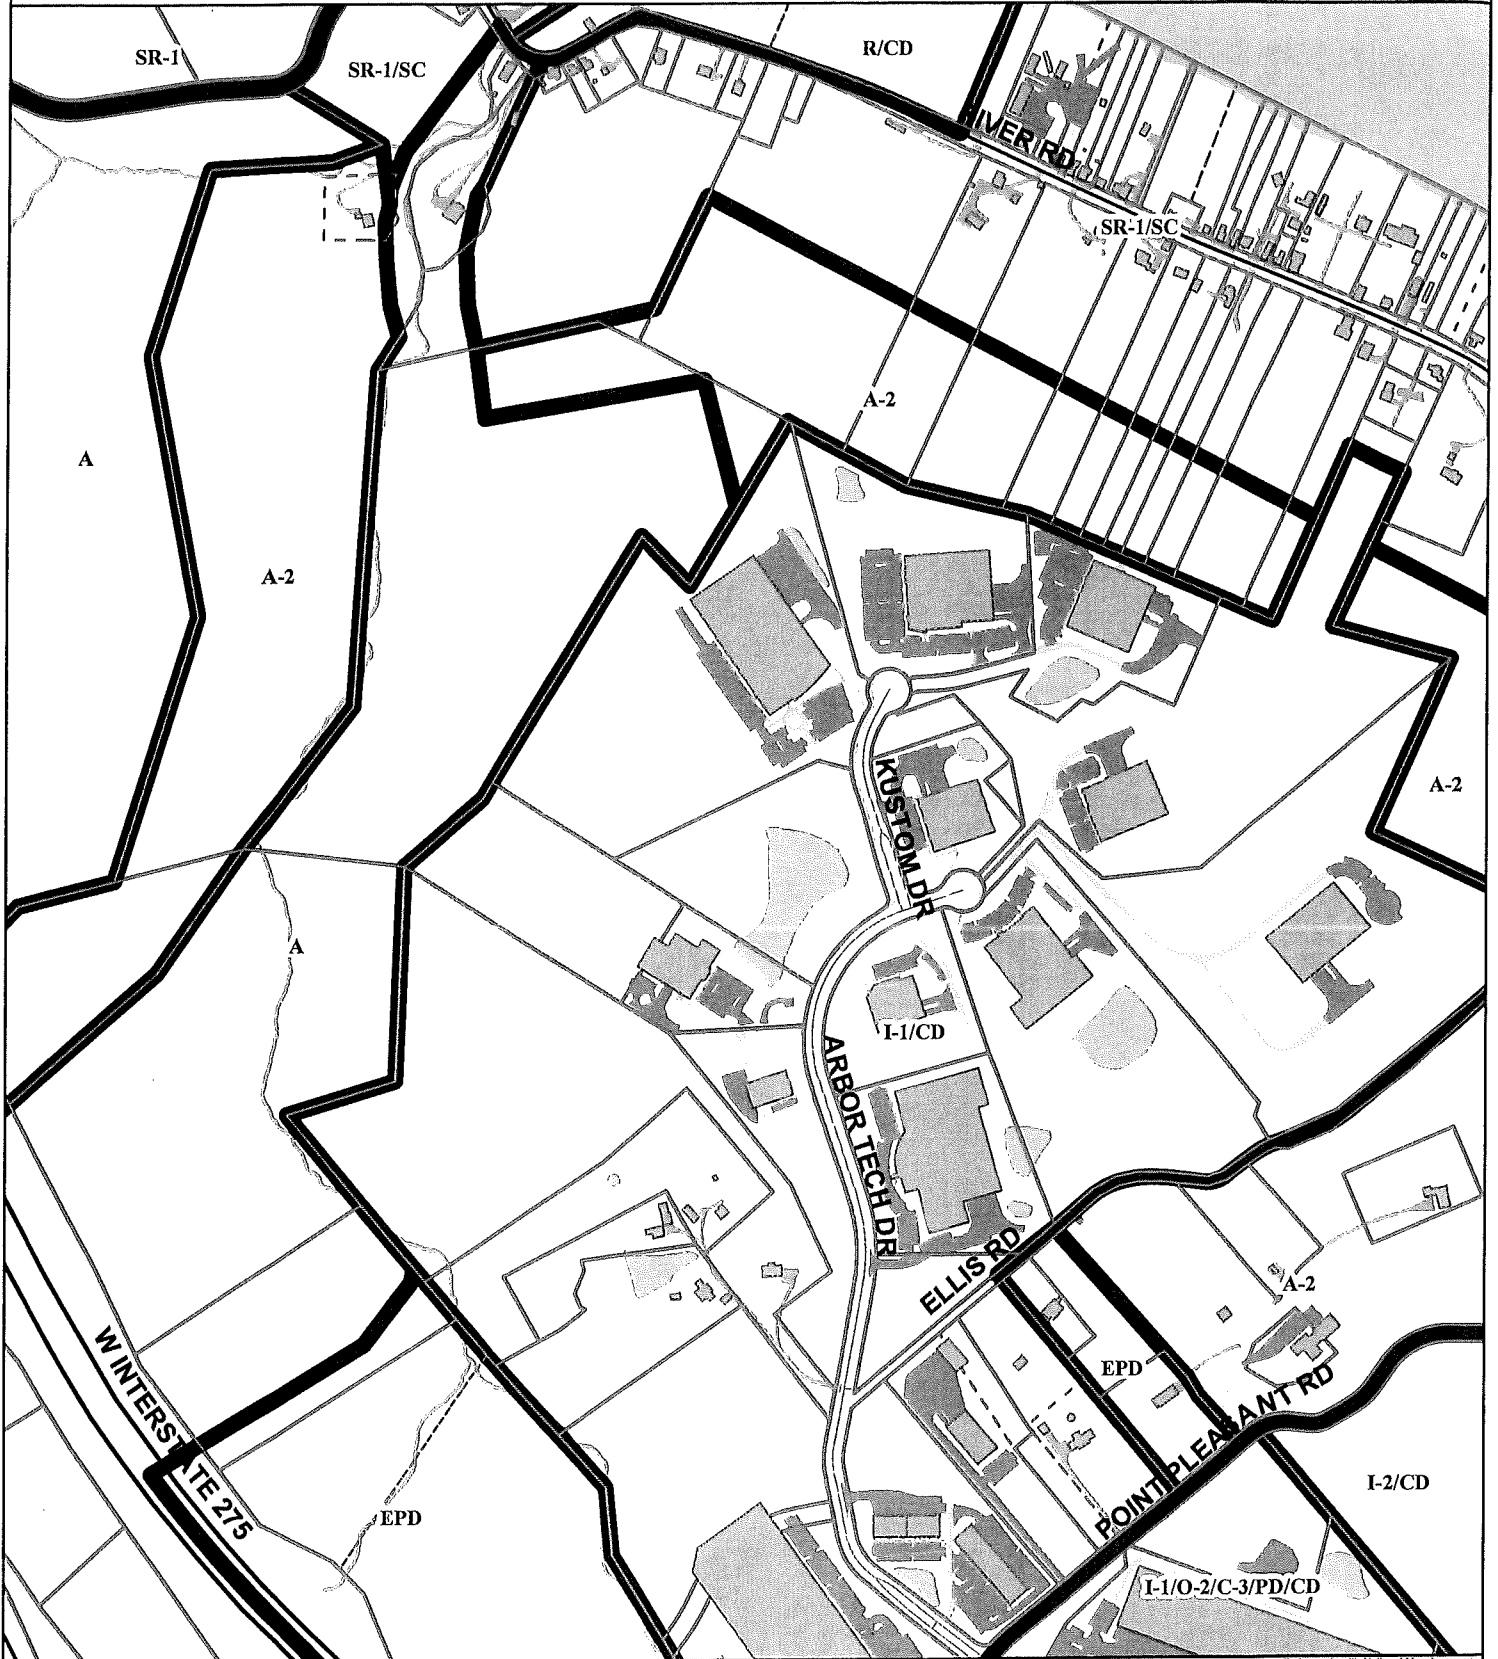 SR-1
SR-1/SC
R/CD
RIVER RD
SR-1/SC
A-2
A
A-2
A-2
KUSTOM DR
A
I-1/CD
ARBOR TECH DR
ELLIS RD
A-2
EPD
W INTERSTATE 275
POINT PLEASANT RD
I-2/CD
EPD
I-1/O-2/C-3/PD/CD